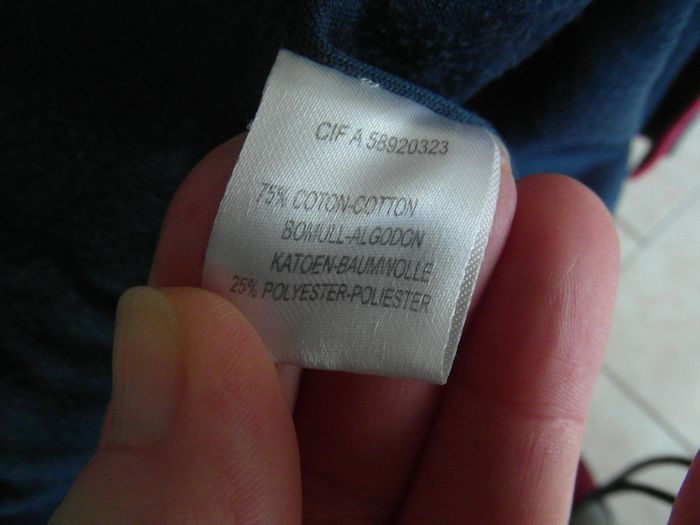 CIF A 58920323
75% COTON-COTTON
BOMULL-ALGODON
KATOEN-BAUMWOLLE
25% POLYESTER-POLIESTER